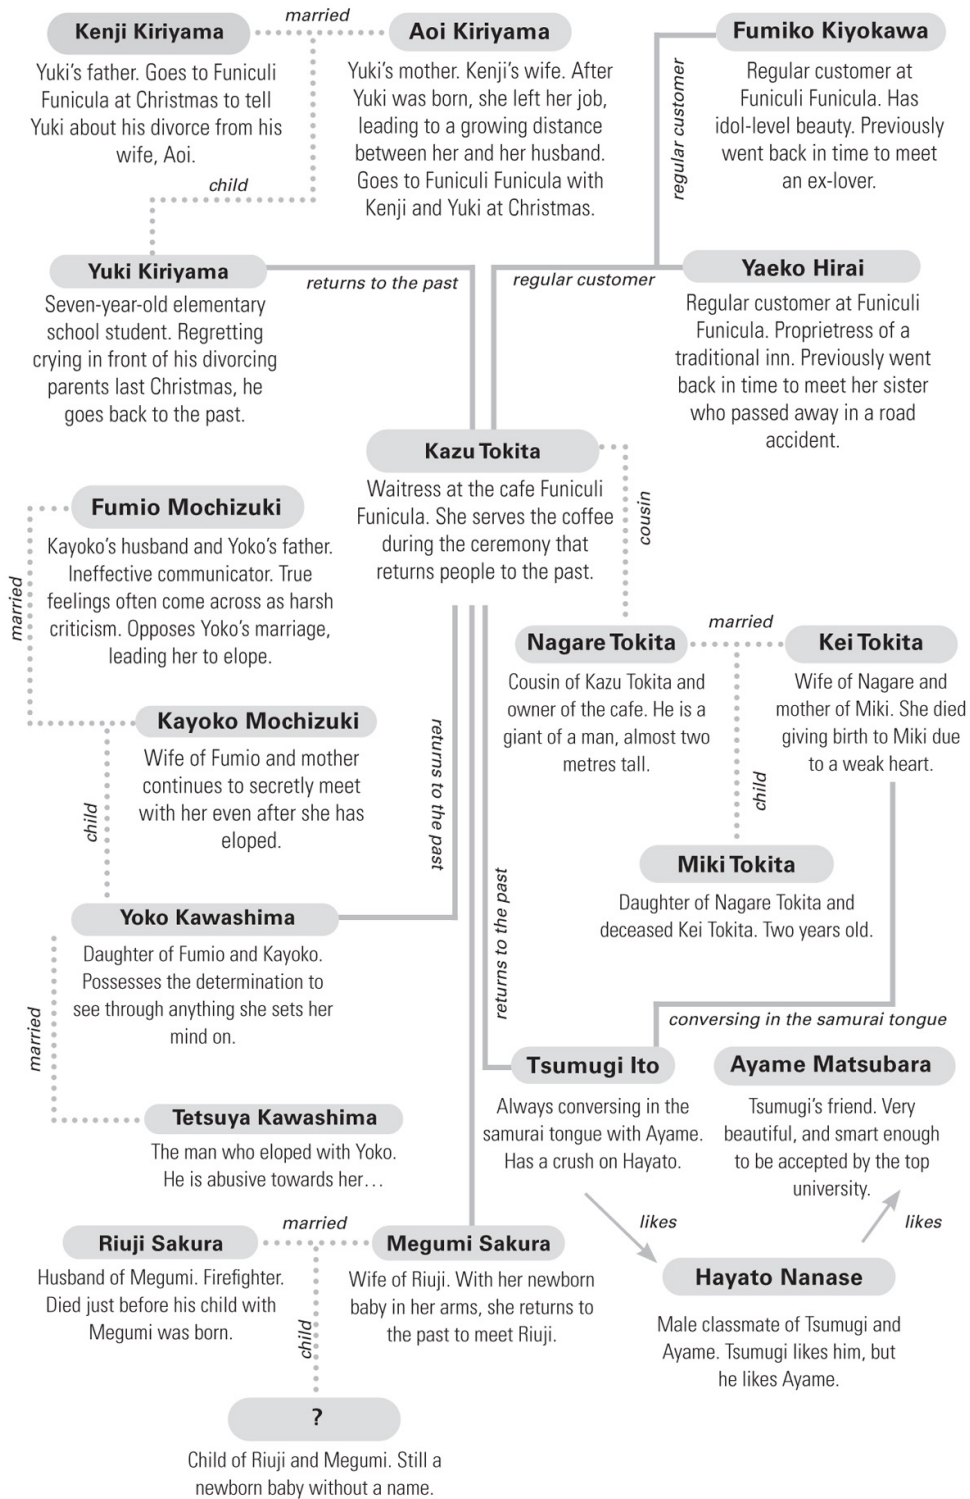 married
Kenji Kiriyama
Yuki's father. Goes to Funiculi
Funicula at Christmas to tell
Yuki about his divorce from his
wife, Aoi.
Aoi Kiriyama
Yuki's mother. Kenji's wife. After
Yuki was born, she left her job,
leading to a growing distance
between her and her husband.
Goes to Funiculi Funicula with
Kenji and Yuki at Christmas.
Fumiko Kiyokawa
Regular customer at
Funiculi Funicula. Has
idol-level beauty. Previously
went back in time to meet
an ex-lover.
regular customer
child
Yuki Kiriyama
Seven-year-old elementary
school student. Regretting
crying in front of his divorcing
parents last Christmas, he
goes back to the past.
returns to the past
regular customer
Yaeko Hirai
Regular customer at Funiculi
Funicula. Proprietress of a
traditional inn. Previously went
back in time to meet her sister
who passed away in a road
accident.
Kazu Tokita
Waitress at the cafe Funiculi
Funicula. She serves the coffee
during the ceremony that
returns people to the past.
cousin
Fumio Mochizuki
Kayoko's husband and Yoko's father.
Ineffective communicator. True
feelings often come across as harsh
criticism. Opposes Yoko's marriage,
leading her to elope.
married
Nagare Tokita
Cousin of Kazu Tokita and
owner of the cafe. He is a
giant of a man, almost two
metres tall.
married
Kei Tokita
Wife of Nagare and
mother of Miki. She died
giving birth to Miki due
to a weak heart.
Kayoko Mochizuki
Wife of Fumio and mother
continues to secretly meet
with her even after she has
eloped.
child
returns to the past
child
Miki Tokita
Daughter of Nagare Tokita and
deceased Kei Tokita. Two years old.
Yoko Kawashima
Daughter of Fumio and Kayoko.
Possesses the determination to
see through anything she sets her
mind on.
returns to the past
married
conversing in the samurai tongue
Tsumugi Ito
Always conversing in the
samurai tongue with Ayame.
Has a crush on Hayato.
Ayame Matsubara
Tsumugi's friend. Very
beautiful, and smart enough
to be accepted by the top
university.
Tetsuya Kawashima
The man who eloped with Yoko.
He is abusive towards her…
likes
likes
Riuji Sakura
Husband of Megumi. Firefighter.
Died just before his child with
Megumi was born.
married
Megumi Sakura
Wife of Riuji. With her newborn
baby in her arms, she returns to
the past to meet Riuji.
Hayato Nanase
Male classmate of Tsumugi and
Ayame. Tsumugi likes him, but
he likes Ayame.
child
?
Child of Riuji and Megumi. Still a
newborn baby without a name.